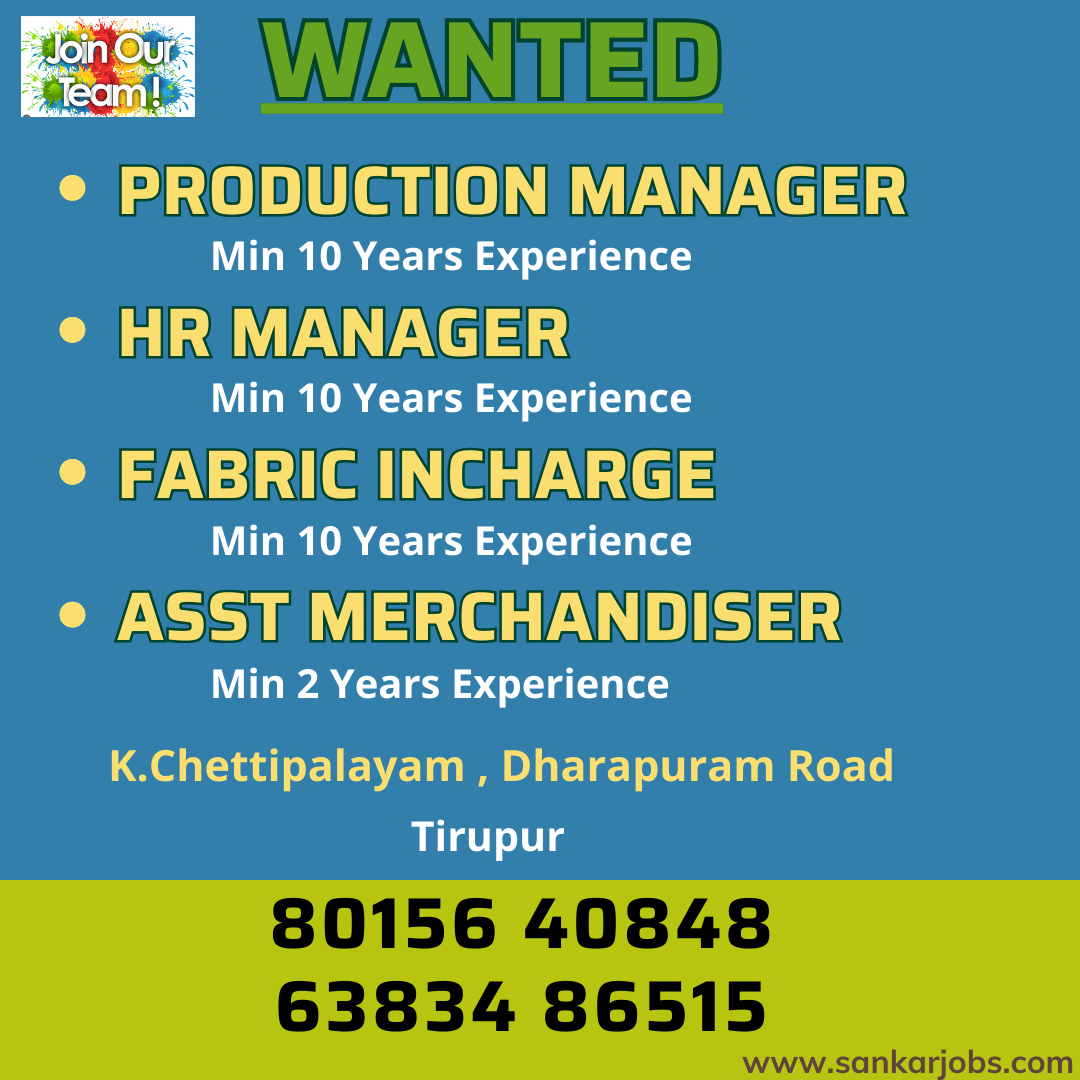 Join Our
Team!
WANTED
• PRODUCTION MANAGER
Min 10 Years Experience
• HR MANAGER
Min 10 Years Experience
• FABRIC INCHARGE
Min 10 Years Experience
• ASST MERCHANDISER
Min 2 Years Experience
K.Chettipalayam , Dharapuram Road
Tirupur
80156 40848
63834 86515
www.sankarjobs.com